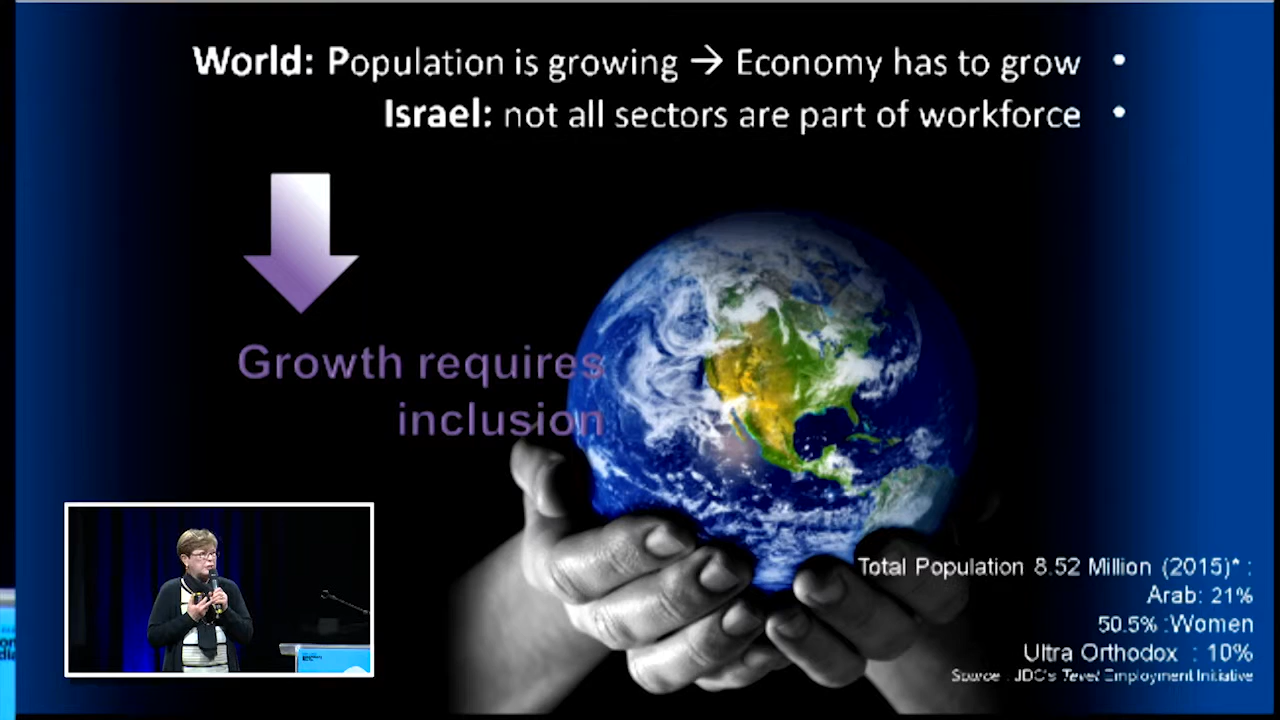 World: Population is growing → Economy has to grow •
Israel: not all sectors are part of workforce •
Growth requires
inclusion
Total Population 8.52 Million (2015)* :
Arab: 21%
50.5% :Women
Ultra Orthodox : 10%
Source : JDC's Tevet Employment Initiative